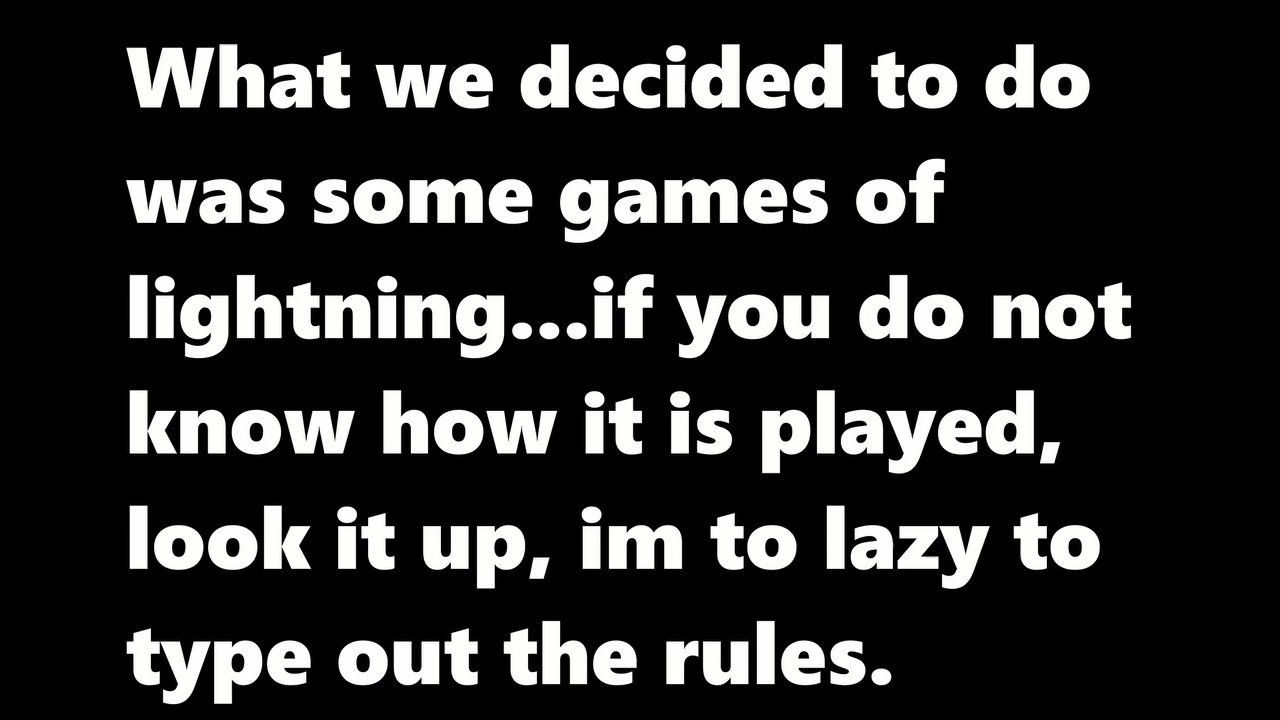 What we decided to do
was some games of
lightning...if you do not
know how it is played,
look it up, im to lazy to
type out the rules.